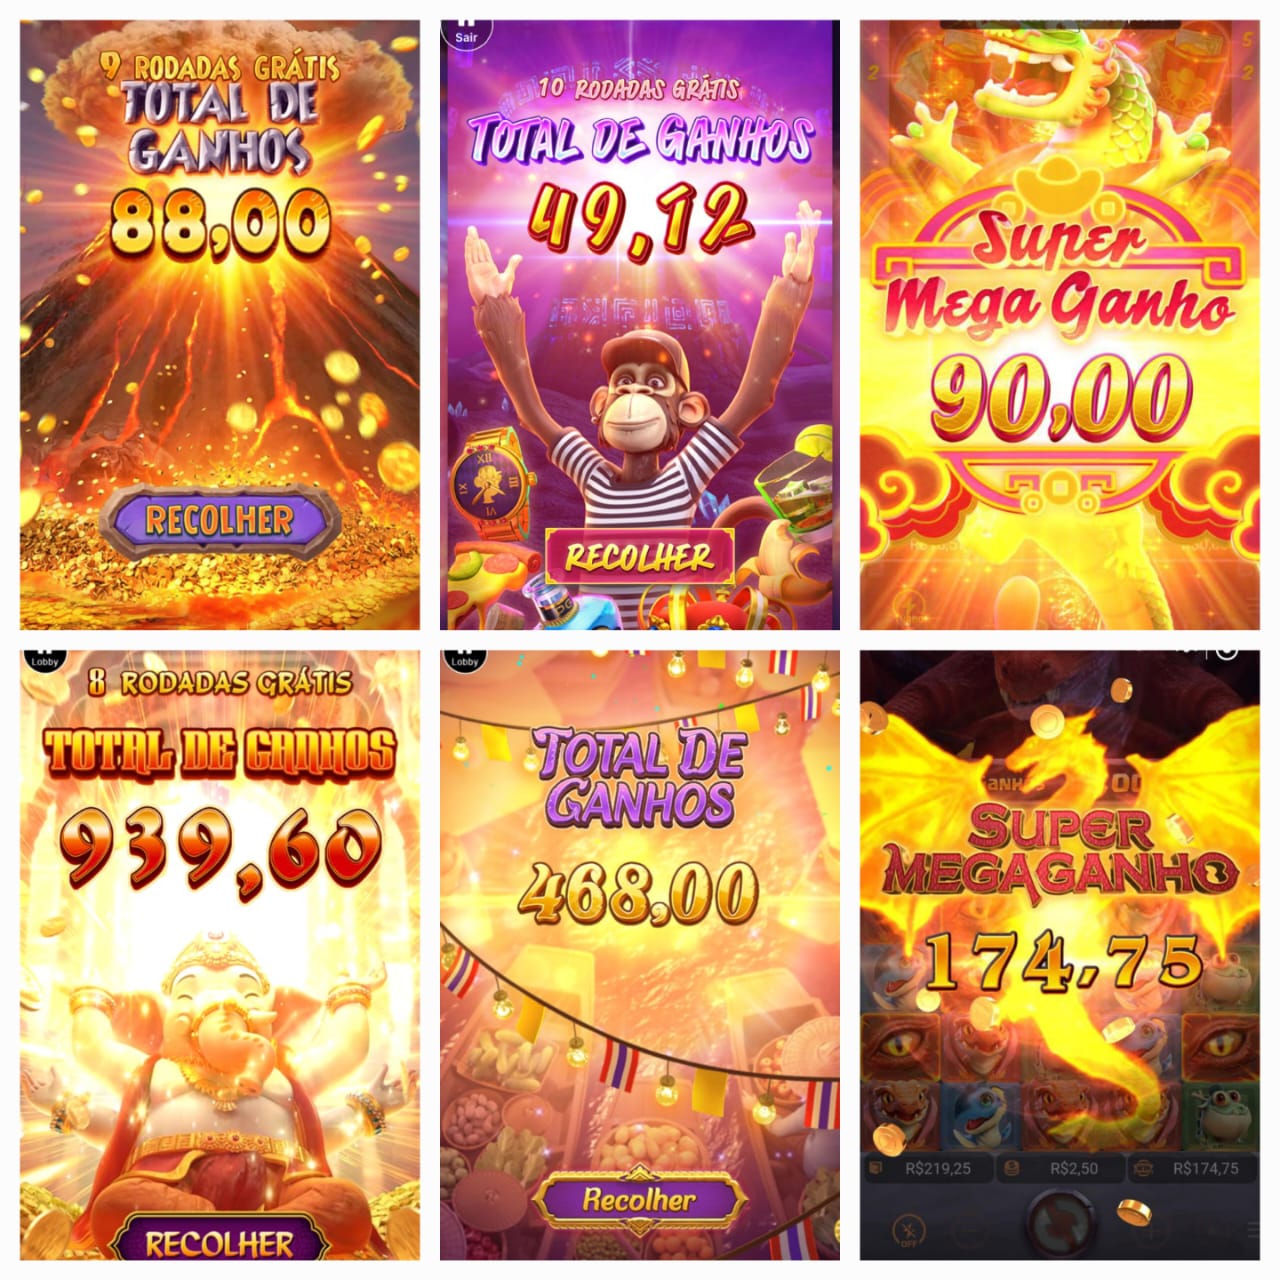 9 RODADAS GRÁTIS
TOTAL DE
GANHOS
88,00
RECOLHER
Sair
10 RODADAS GRÁTIS
TOTAL DE GANHOS
49,12
RECOLHER
Super
Mega Ganho
90,00
Lobby
8 RODADAS GRÁTIS
TOTAL DE GANHOS
939,60
RECOLHER
Lobby
TOTAL DE
GANHOS
468,00
Recolher
SUPER
MEGAGANHO
174,75
R$219,25 R$2,50 R$174,75
OFF